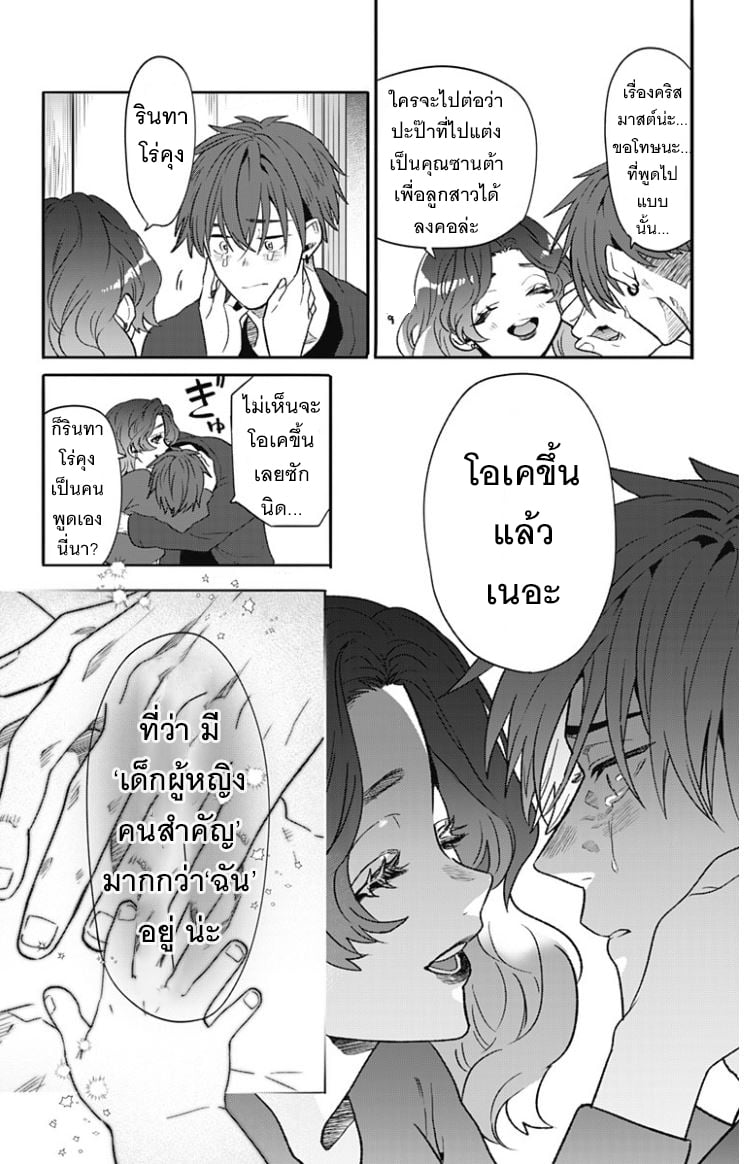 เรื่องคริส
มาสต์น่ะ...
ขอโทษนะ..
ที่พูดไป
แบบ
นั้น...
ใครจะไปต่อว่า
ปะป๊าที่ไปแต่ง
เป็นคุณซานต้า
เพื่อลูกสาวได้
ลงคอล่ะ
รินทา
โร่คุง
ไม่เห็นจะ
โอเคขึ้น
เลยซัก
นิด...
ぎゅ
ก็รินทา
โร่คุง
เป็นคน
พูดเอง
นี่นา?
โอเคขึ้น
แล้ว
เนอะ
ที่ว่า มี
‘เด็กผู้หญิง
คนสำคัญ’
มากกว่า‘ฉัน’
อยู่ น่ะ